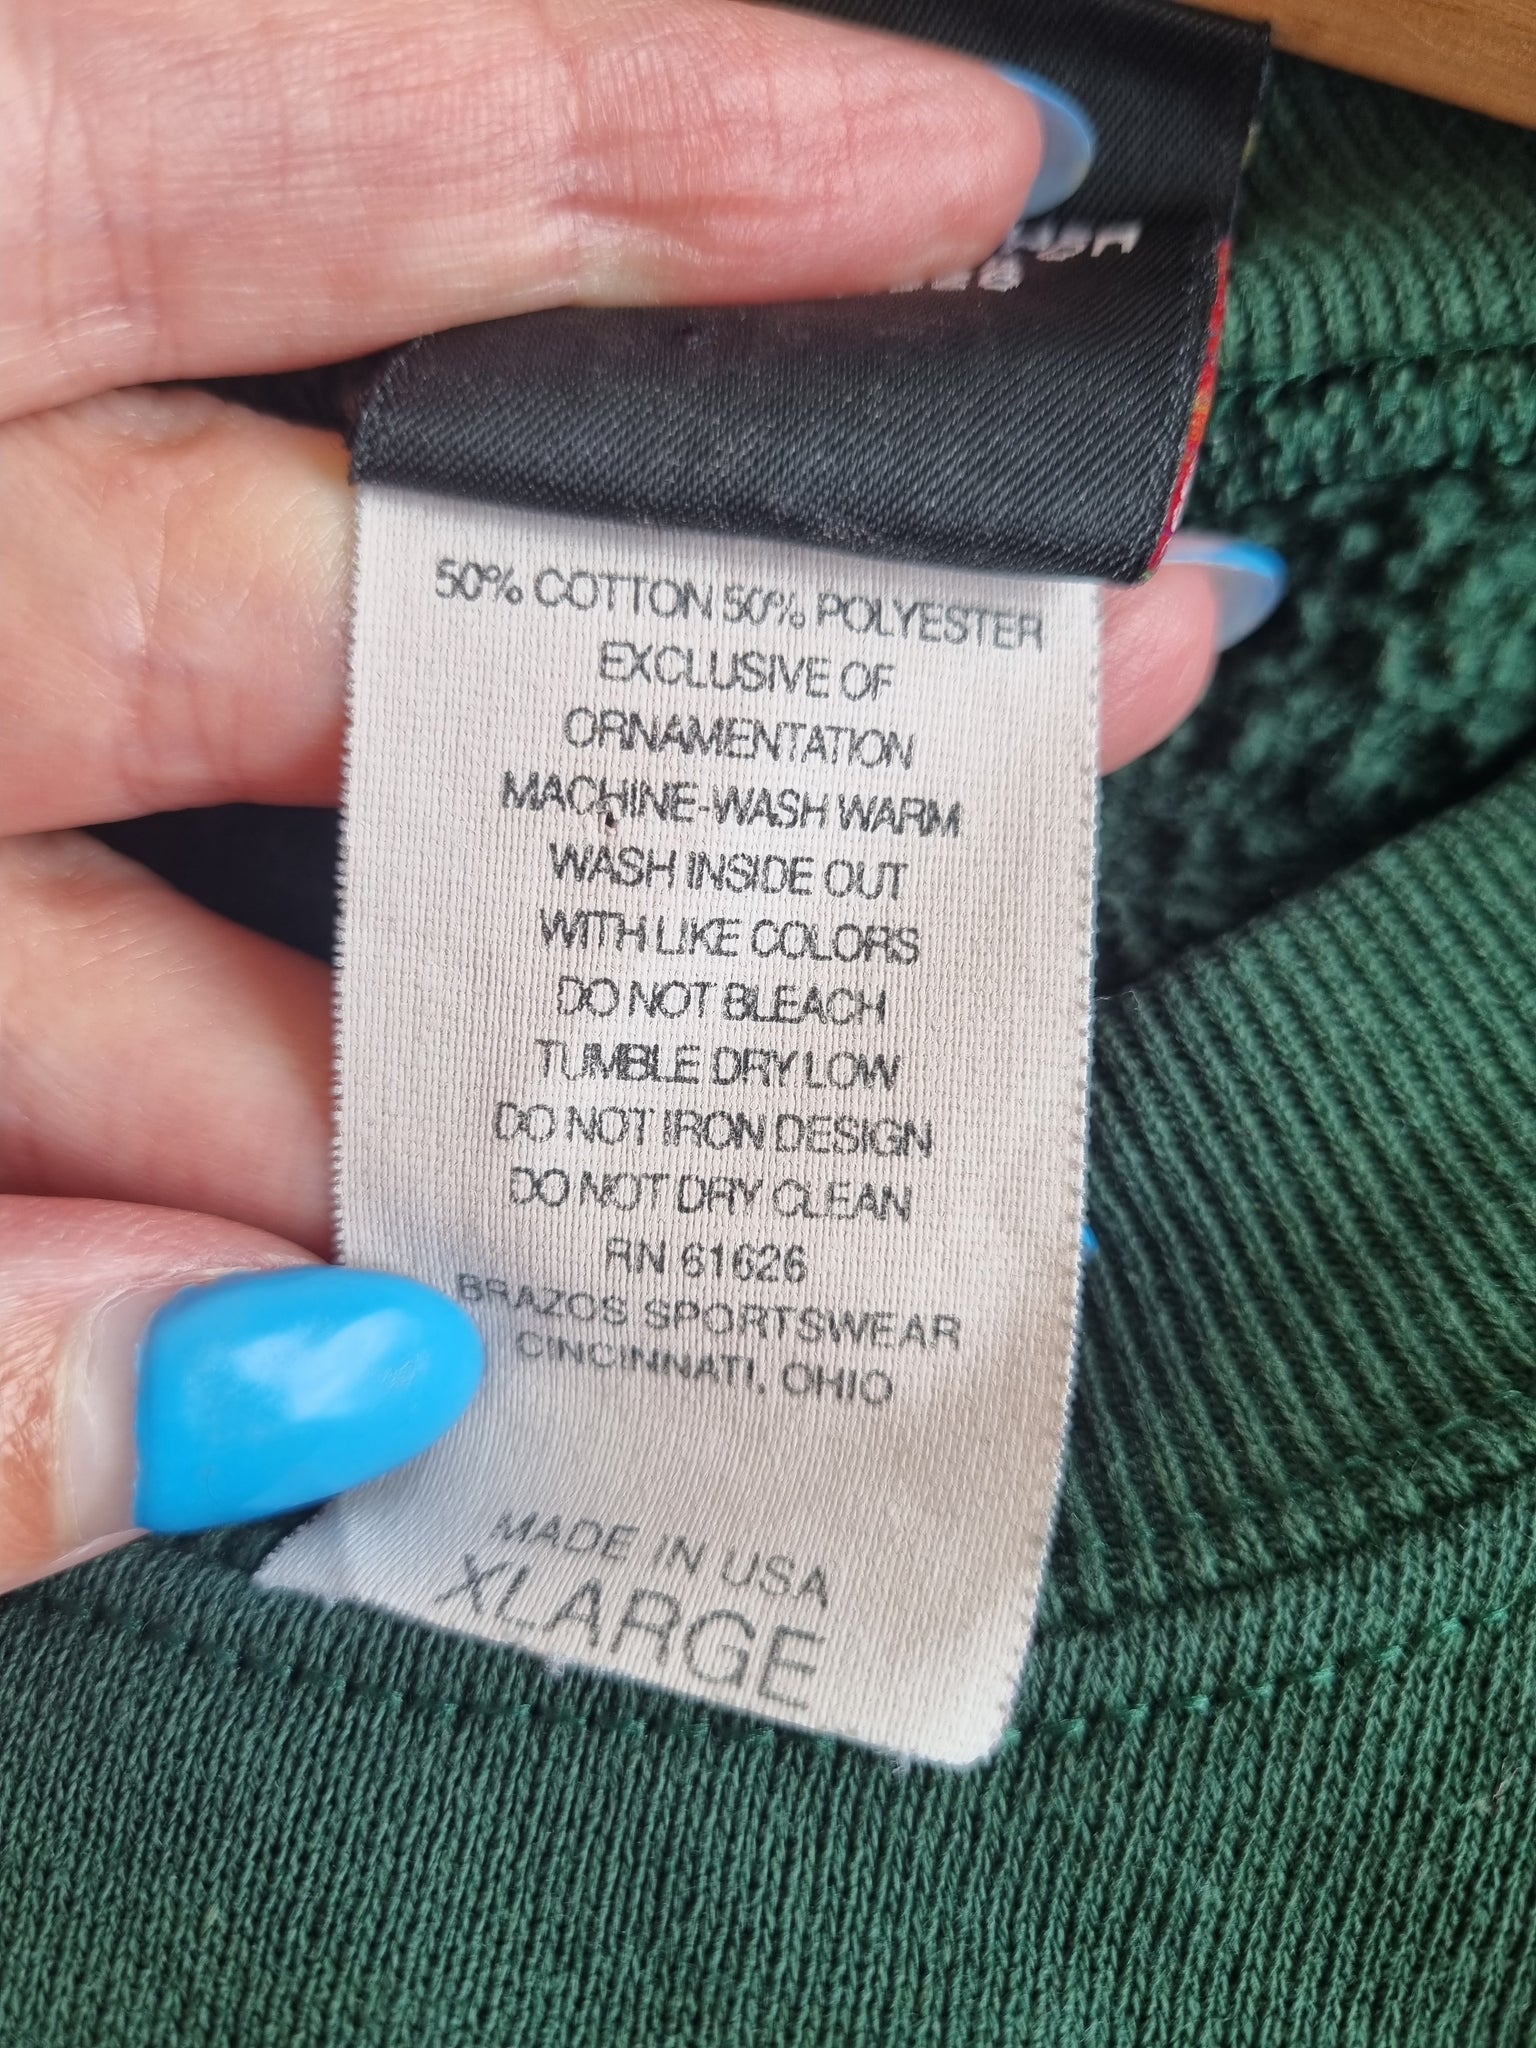 50% COTTON 50% POLYESTER
EXCLUSIVE OF
ORNAMENTATION
MACHINE-WASH WARM
WASH INSIDE OUT
WITH LIKE COLORS
DO NOT BLEACH
TUMBLE DRY LOW
DO NOT IRON DESIGN
DO NOT DRY CLEAN
RN 61626
BRAZOS SPORTSWEAR
CINCINNATI, OHIO
MADE IN USA
XLARGE